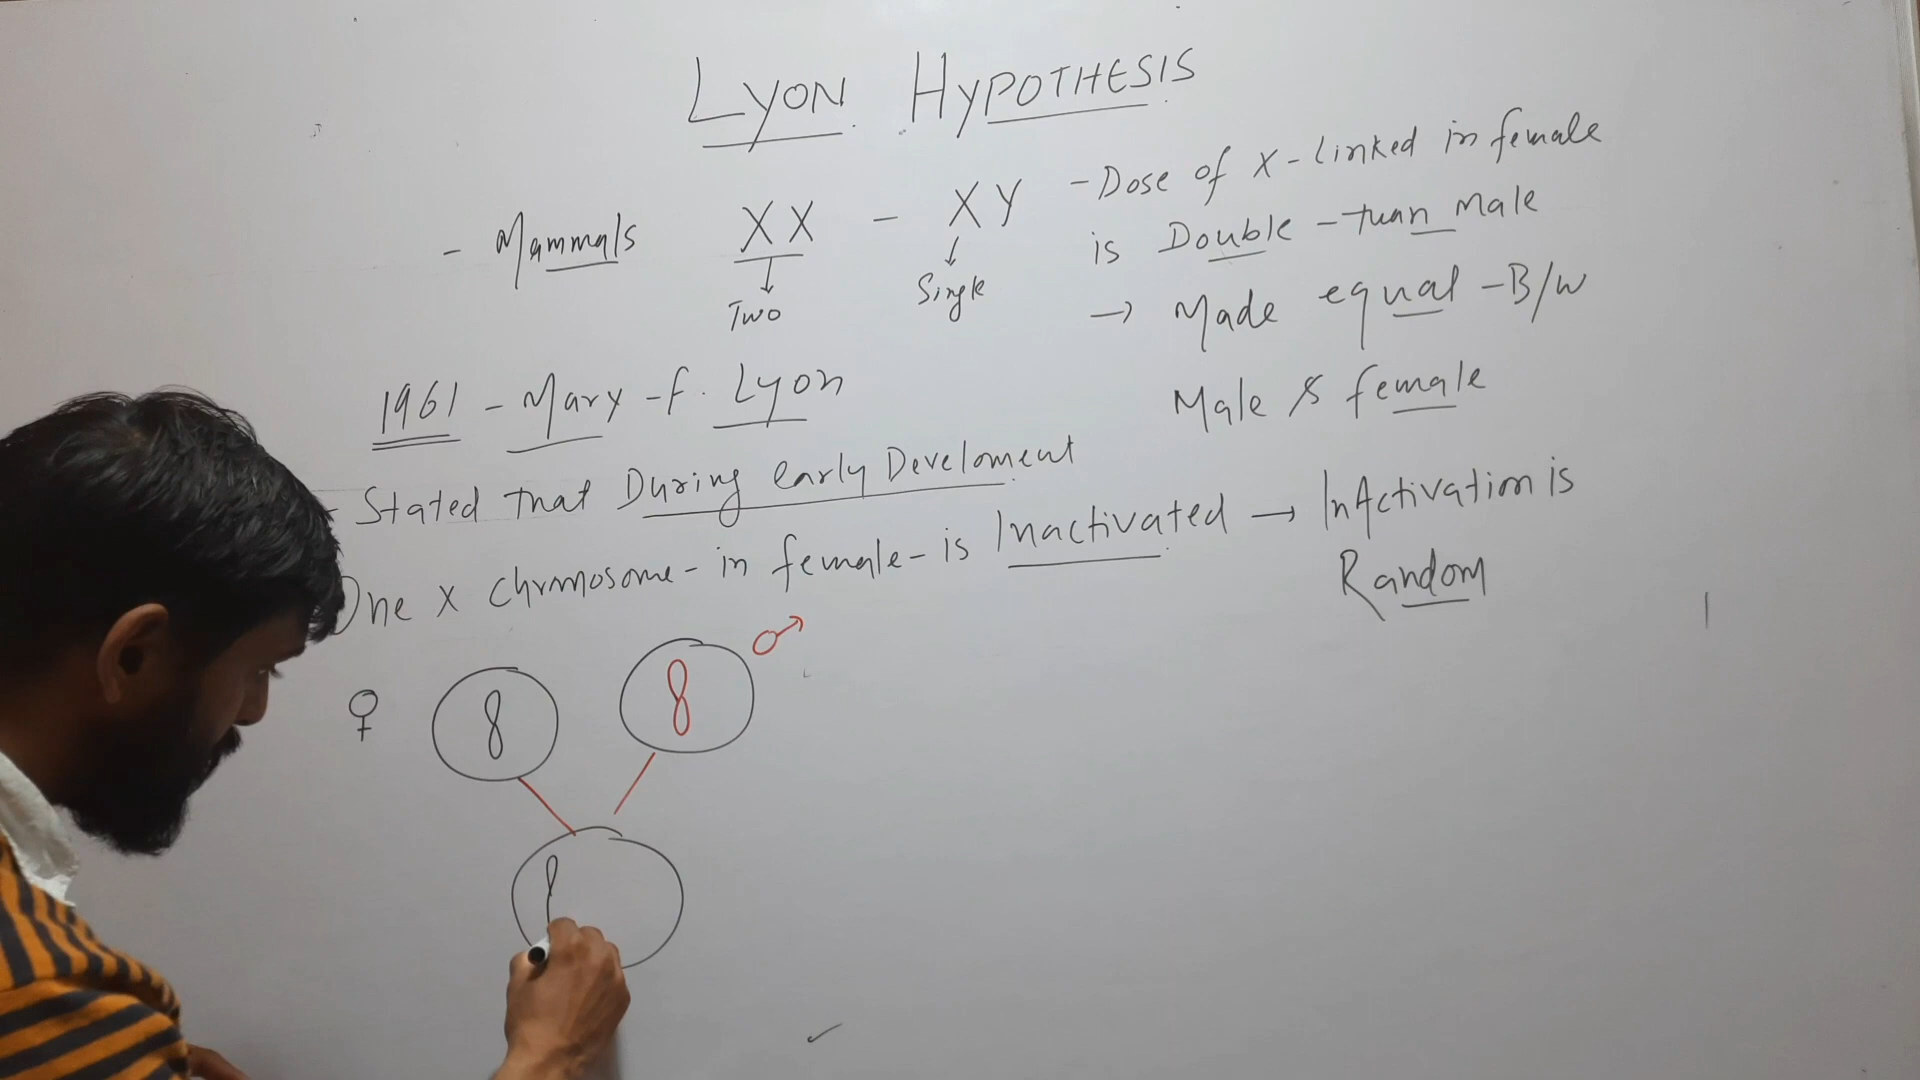 LYON HYPOTHESIS
- Mammals XX - XY
Two
Single
- Dose of X-Linked in female
is Double - than Male
→ Made equal - B/w
Male & female
1961 - Mary - F. Lyon
- Stated that During early Develoment
One X chrmosome - in female - is Inactivated → InActivation is
Random
♀ ♂